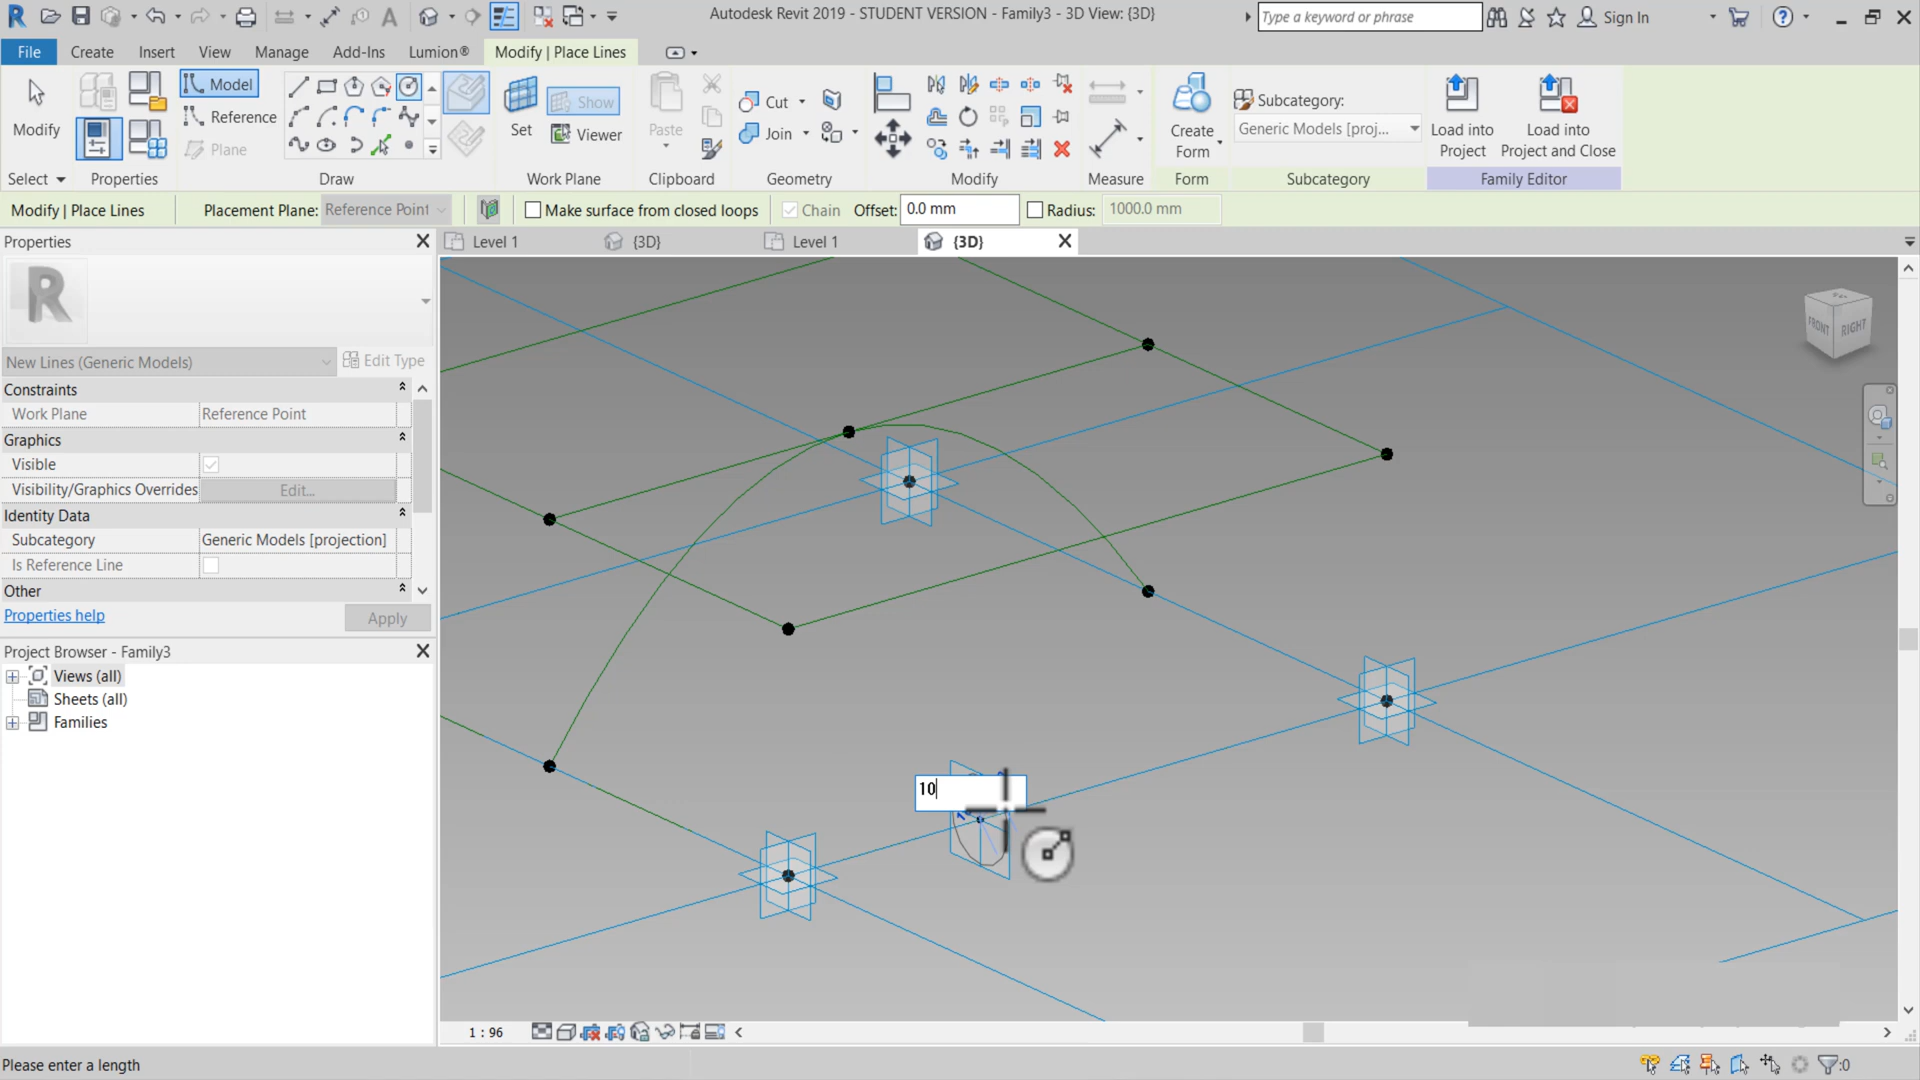 Autodesk Revit 2019 - STUDENT VERSION - Family3 - 3D View: {3D}
Type a keyword or phrase
Sign In
File
Create
Insert
View
Manage
Add-Ins
Lumion®
Modify | Place Lines
Modify
Model
Reference
Plane
Set
Show
Viewer
Paste
Cut
Join
Create
Form
Subcategory:
Generic Models [proj...
Load into
Project
Load into
Project and Close
Select
Properties
Draw
Work Plane
Clipboard
Geometry
Modify
Measure
Form
Subcategory
Family Editor
Modify | Place Lines
Placement Plane:
Reference Point
Make surface from closed loops
Chain
Offset:
0.0 mm
Radius:
1000.0 mm
Properties
Level 1
{3D}
Level 1
{3D}
R
New Lines (Generic Models)
Edit Type
Constraints
Work Plane
Reference Point
Graphics
Visible
Visibility/Graphics Overrides
Edit...
Identity Data
Subcategory
Generic Models [projection]
Is Reference Line
Other
Properties help
Apply
Project Browser - Family3
Views (all)
Sheets (all)
Families
FRONT
RIGHT
10
1 : 96
Please enter a length
:0